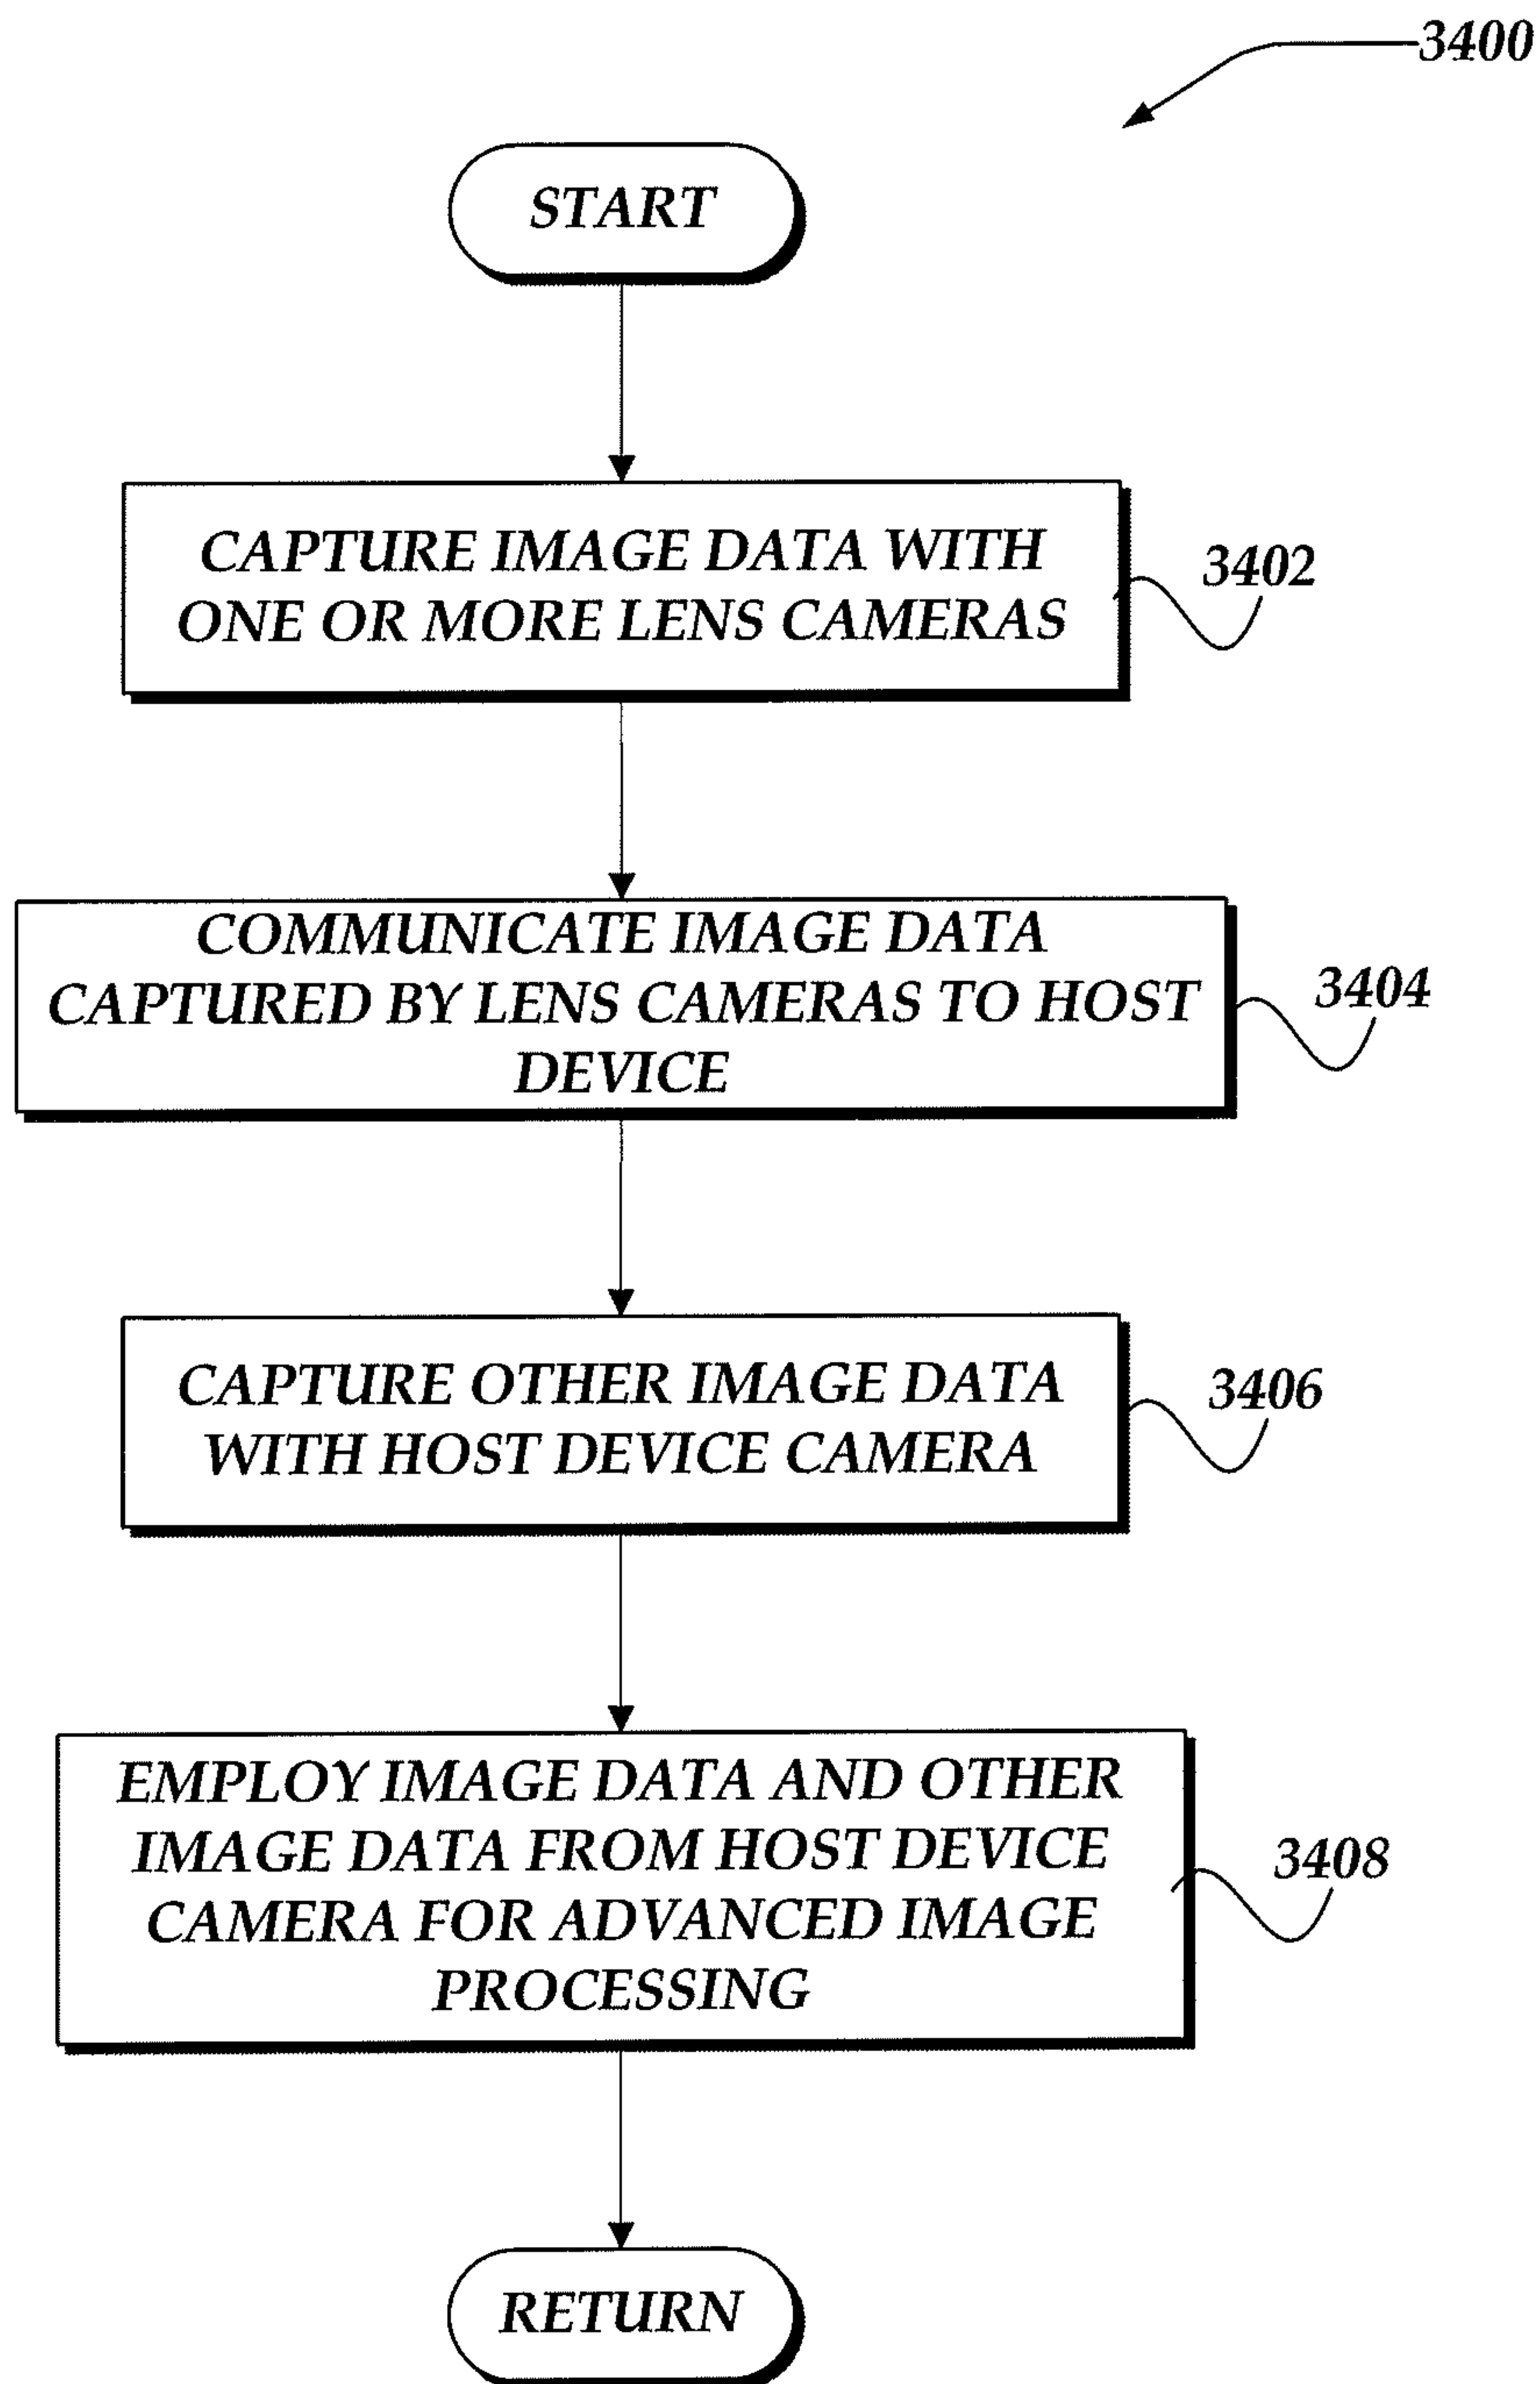 3400
START
CAPTURE IMAGE DATA WITH
ONE OR MORE LENS CAMERAS
3402
COMMUNICATE IMAGE DATA
CAPTURED BY LENS CAMERAS TO HOST
DEVICE
3404
CAPTURE OTHER IMAGE DATA
WITH HOST DEVICE CAMERA
3406
EMPLOY IMAGE DATA AND OTHER
IMAGE DATA FROM HOST DEVICE
CAMERA FOR ADVANCED IMAGE
PROCESSING
3408
RETURN